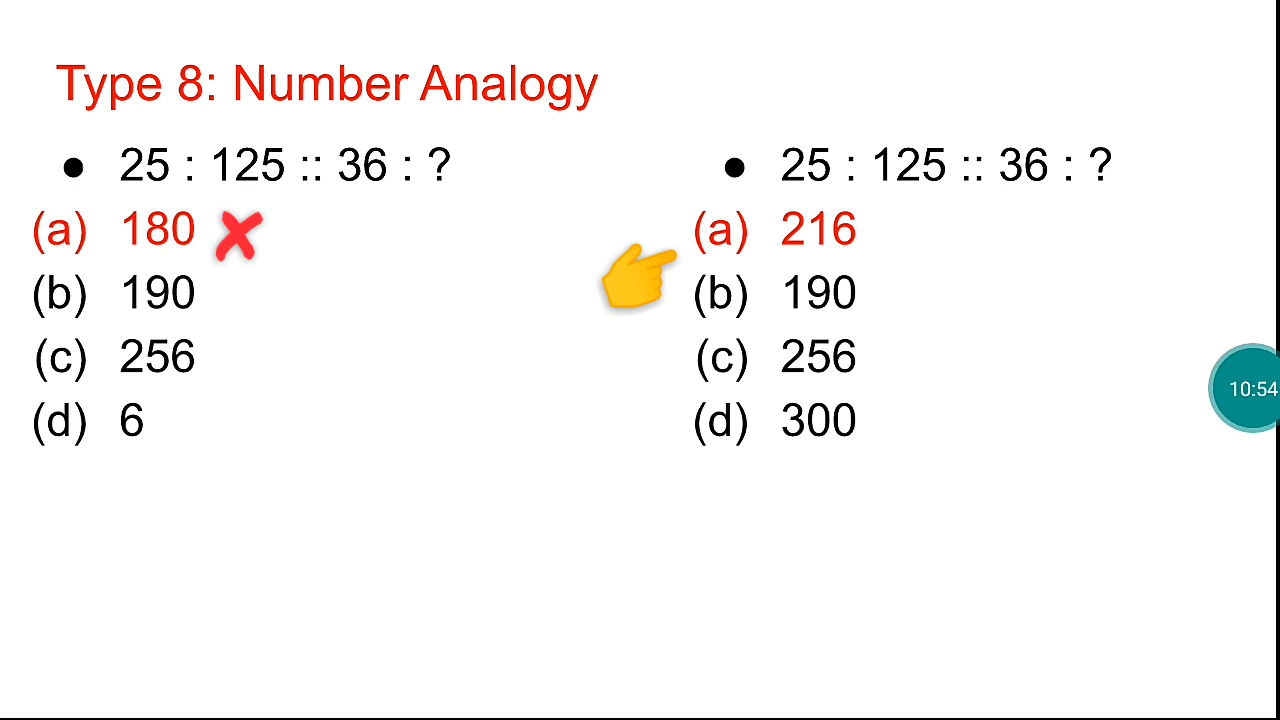 Type 8: Number Analogy
● 25 : 125 :: 36 : ?
(a) 180
(b) 190
(c) 256
(d) 6
● 25 : 125 :: 36 : ?
(a) 216
(b) 190
(c) 256
(d) 300
10:54